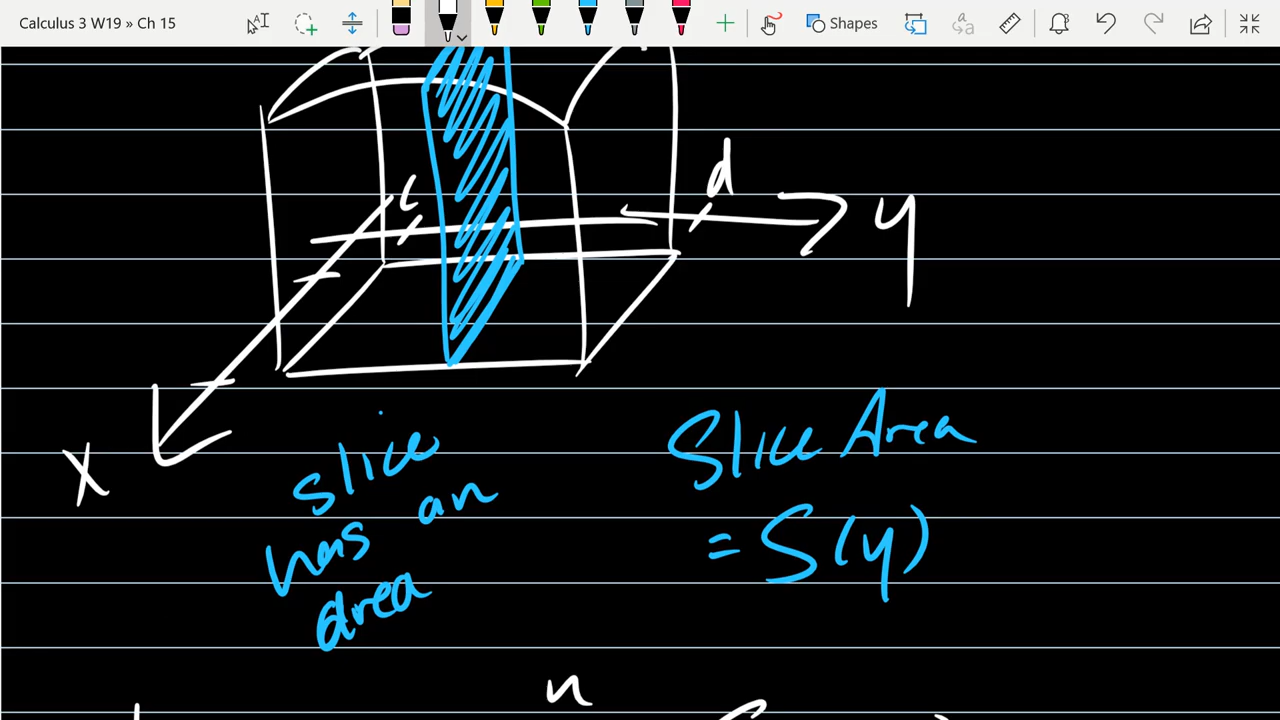 Calculus 3 W19 » Ch 15
Shapes
c
d
y
x
slice
has an
area
Slice Area
= S(y)
n